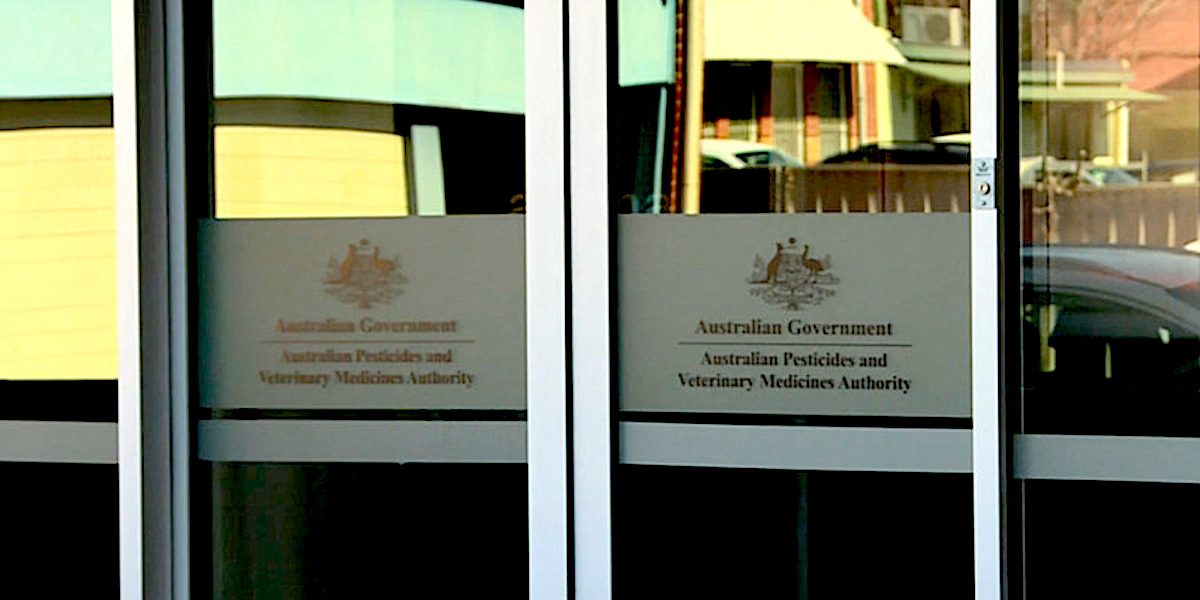 Australian Government
Australian Pesticides and
Veterinary Medicines Authority
Australian Government
Australian Pesticides and
Veterinary Medicines Authority